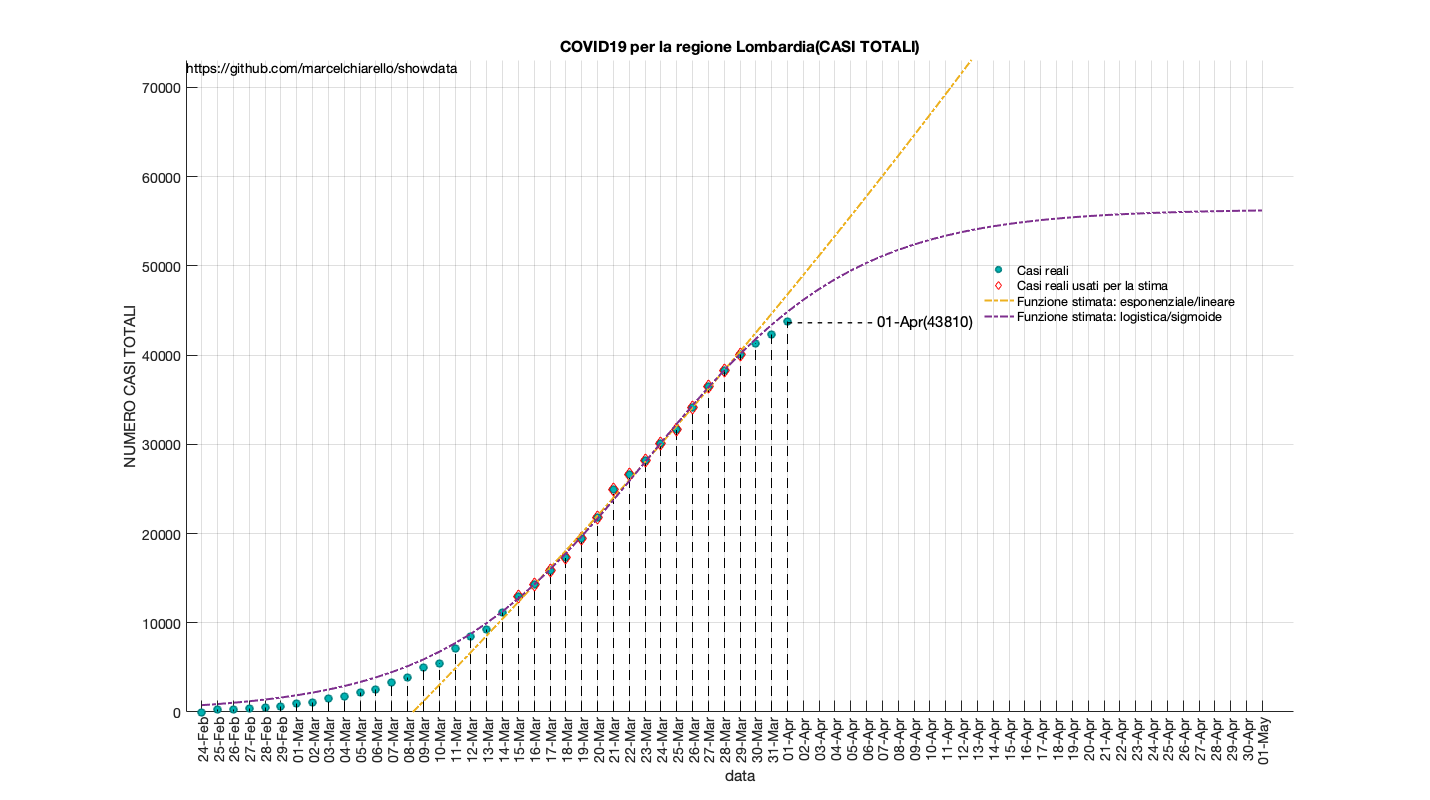 COVID19 per la regione Lombardia(CASI TOTALI)
https://github.com/marcelchiarello/showdata
70000
60000
50000
40000
30000
20000
10000
0
NUMERO CASI TOTALI
Casi reali
Casi reali usati per la stima
Funzione stimata: esponenziale/lineare
Funzione stimata: logistica/sigmoide
01-Apr(43810)
24-Feb
25-Feb
26-Feb
27-Feb
28-Feb
29-Feb
01-Mar
02-Mar
03-Mar
04-Mar
05-Mar
06-Mar
07-Mar
08-Mar
09-Mar
10-Mar
11-Mar
12-Mar
13-Mar
14-Mar
15-Mar
16-Mar
17-Mar
18-Mar
19-Mar
20-Mar
21-Mar
22-Mar
23-Mar
24-Mar
25-Mar
26-Mar
27-Mar
28-Mar
29-Mar
30-Mar
31-Mar
01-Apr
02-Apr
03-Apr
04-Apr
05-Apr
06-Apr
07-Apr
08-Apr
09-Apr
10-Apr
11-Apr
12-Apr
13-Apr
14-Apr
15-Apr
16-Apr
17-Apr
18-Apr
19-Apr
20-Apr
21-Apr
22-Apr
23-Apr
24-Apr
25-Apr
26-Apr
27-Apr
28-Apr
29-Apr
30-Apr
01-May
data